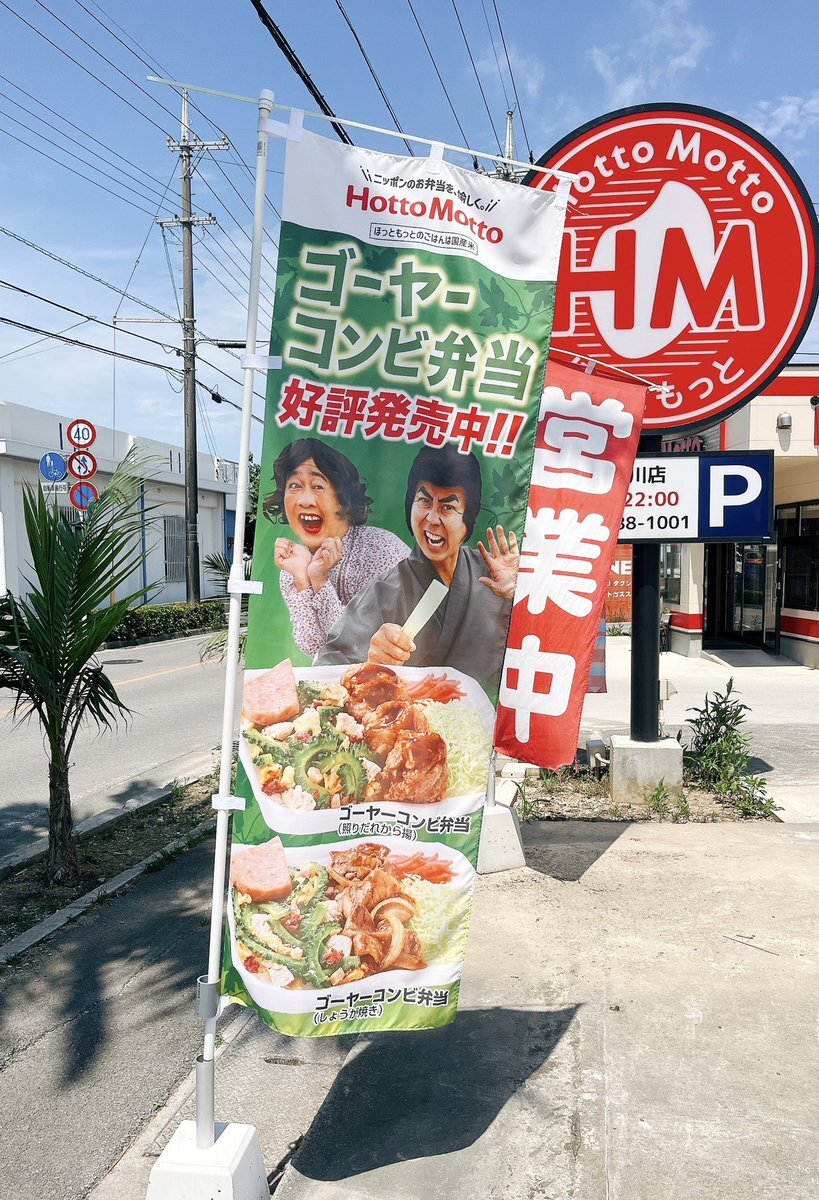 ニッポンのお弁当を、愉しく。
Hotto Motto
ほっともっとのごはんは国産米
ゴーヤー
コンビ弁当
好評発売中!!
ゴーヤーコンビ弁当
(照りだれから揚)
ゴーヤーコンビ弁当
(しょうが焼き)
営業中
Hotto Motto
HM
もっと
川店
22:00
88-1001
P
40